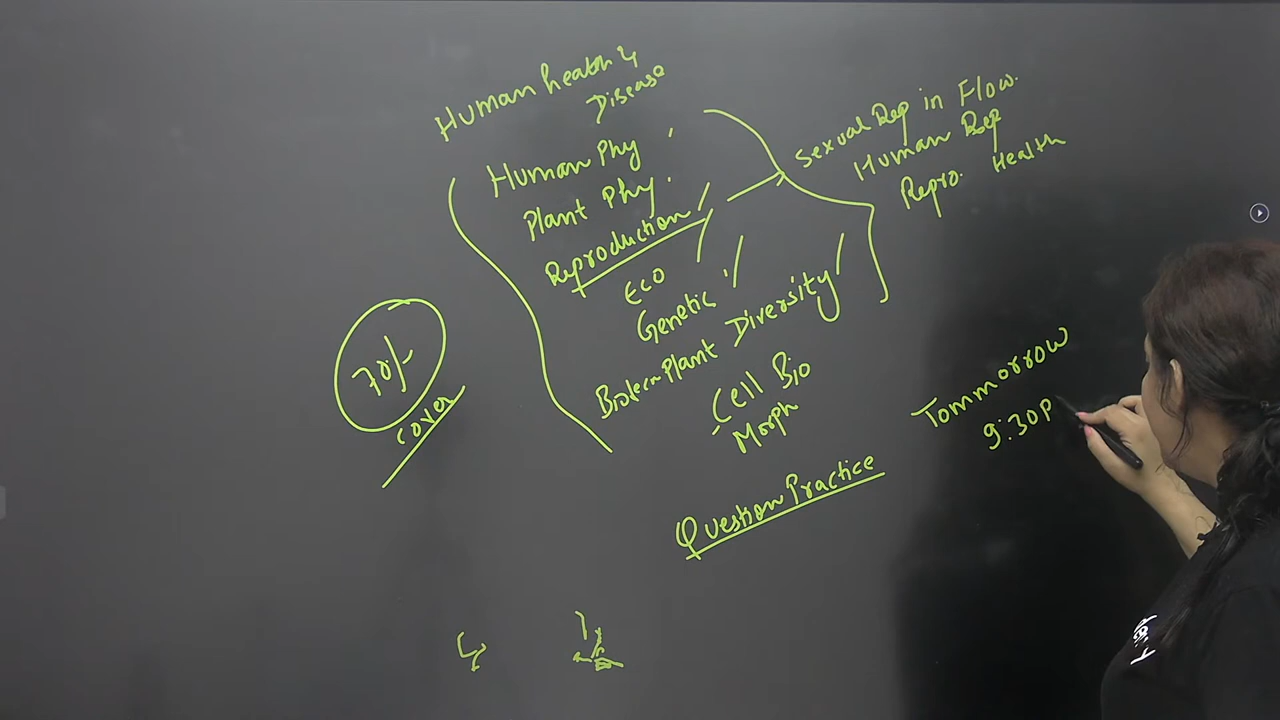 Human health &
Disease
Human Phy
Plant Phy.
Reproduction
Eco
Genetic
Biotech Plant Diversity
Cell Bio
Morph
Question Practice
70%
cover
Sexual Rep in Flow.
Human Rep
Repro. Health
Tommorrow
9:30P